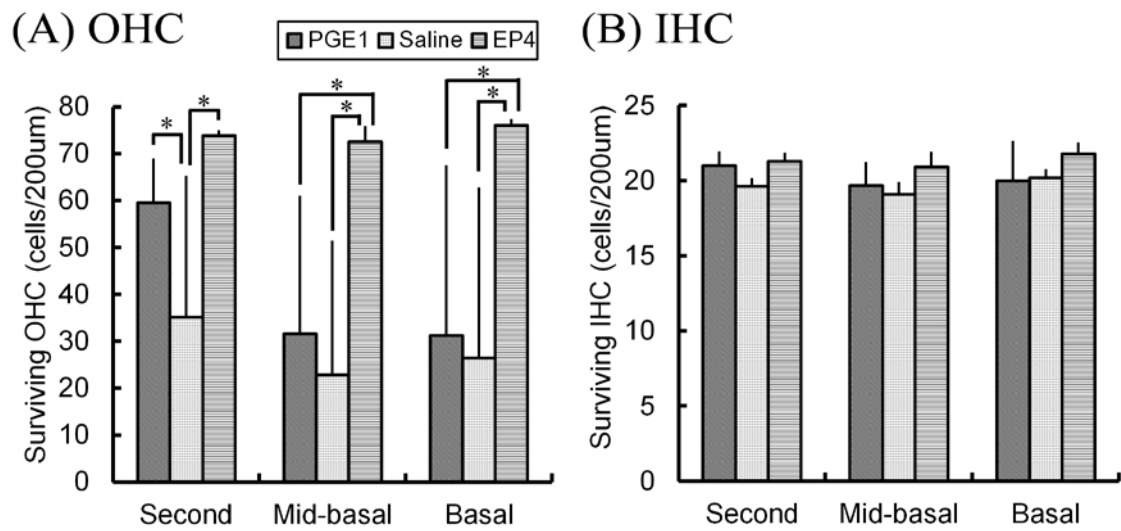 (A) OHC
PGE1 Saline EP4
(B) IHC
Surviving OHC (cells/200um)
80
70
60
50
40
30
20
10
0
* *
* *
* *
Second Mid-basal Basal
Surviving IHC (cells/200um)
25
20
15
10
5
0
Second Mid-basal Basal